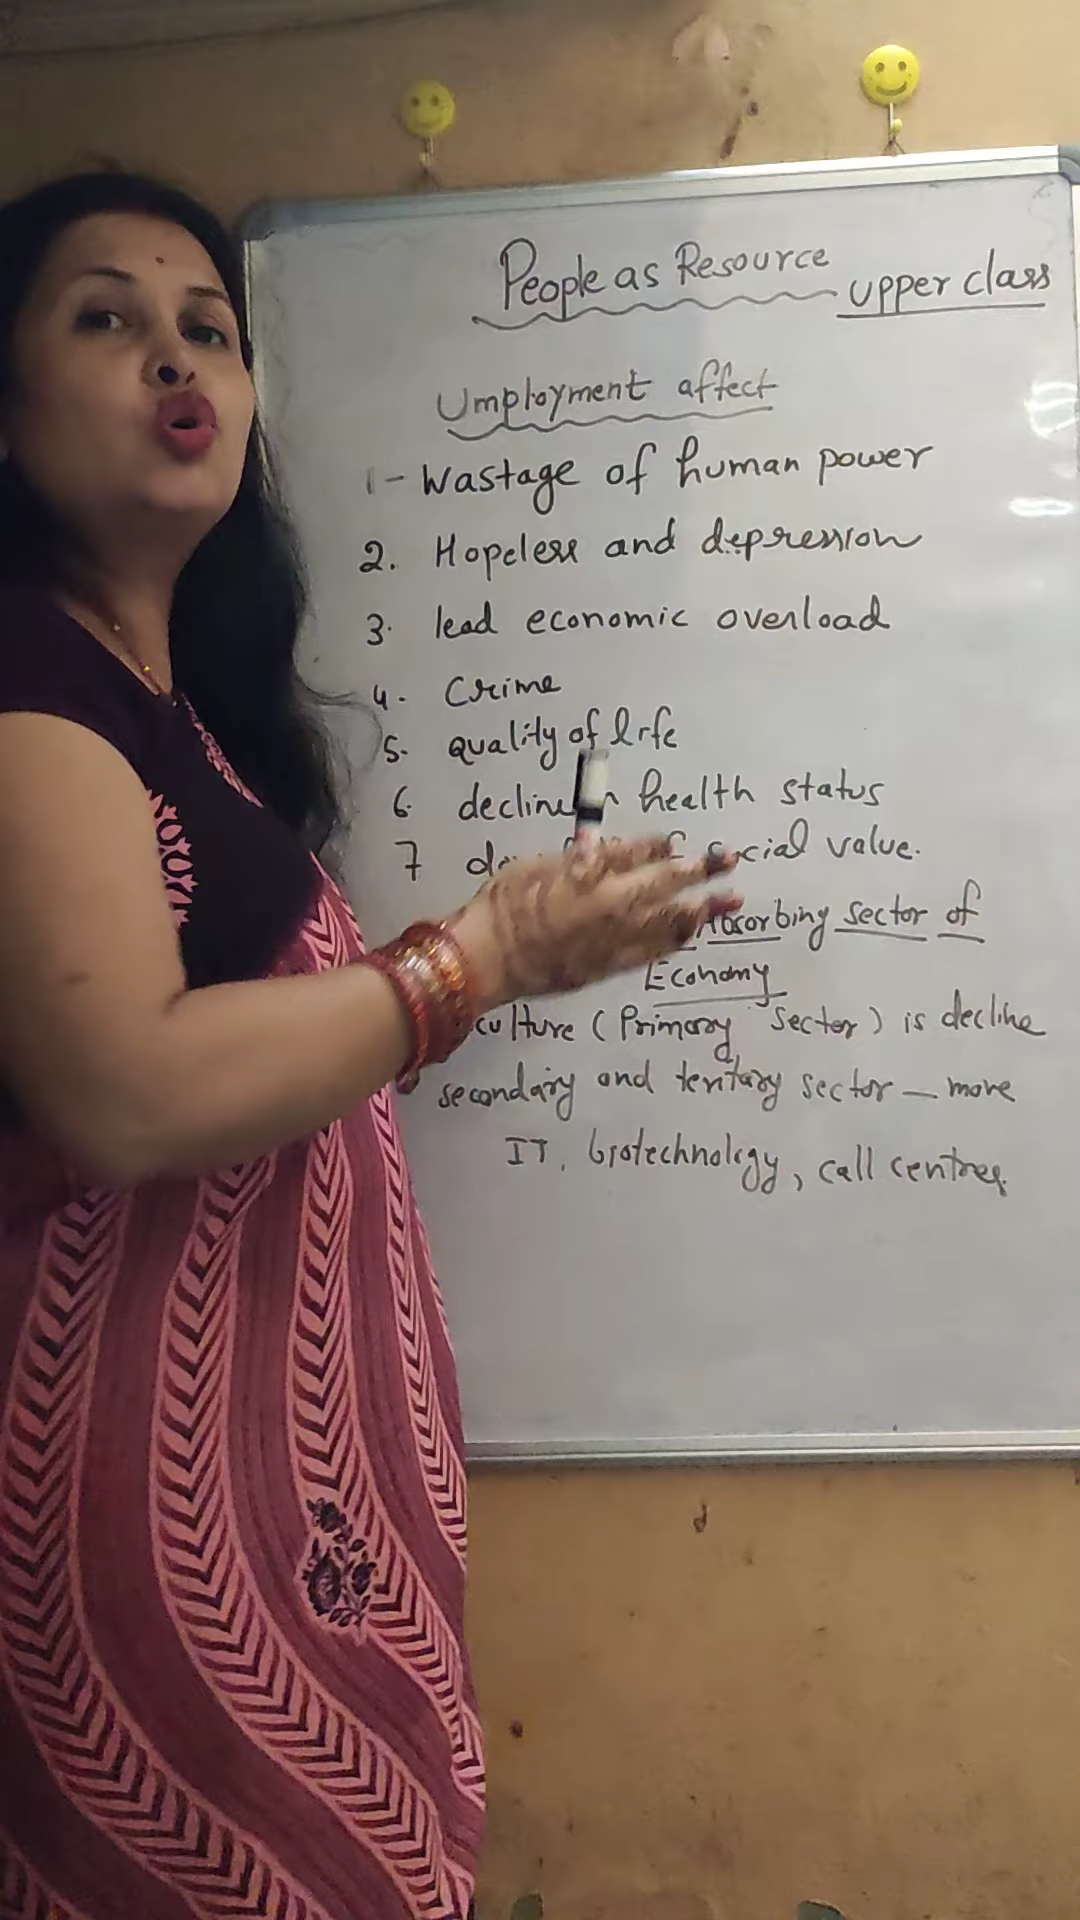 People as Resource upper class
Umployment affect
1- Wastage of human power
2. Hopeless and depression
3. lead economic overload
4. Crime
5. quality of life
6. decline health status
7 social value.
Absorbing sector of
Economy
culture (Primary Sector) is decline
secondary and tertiary sector - more
IT, biotechnology, call centres.